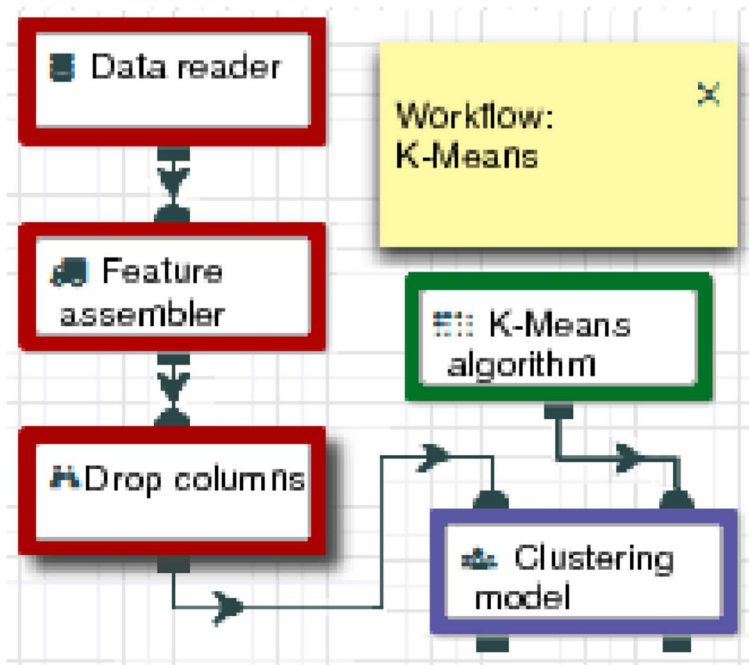 Data reader
Workflow:
K-Means
Feature
assembler
K-Means
algorithm
Drop columns
Clustering
model